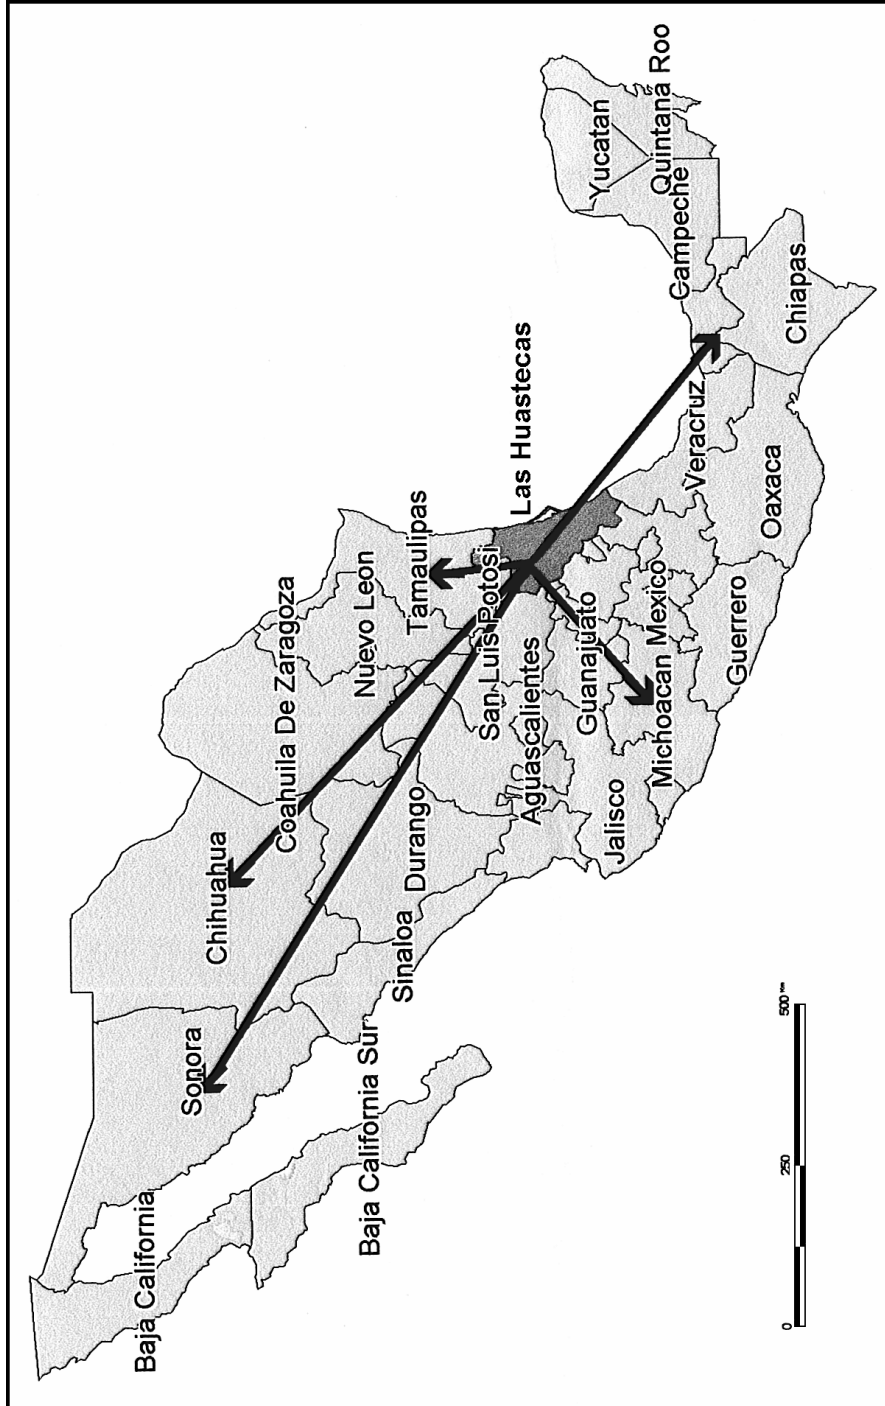 Baja California
Baja California Sur
Sonora
Chihuahua
Sinaloa
Durango
Coahuila De Zaragoza
Nuevo Leon
Tamaulipas
San Luis Potosi
Las Huastecas
Aguascalientes
Jalisco
Guanajuato
Michoacan
Mexico
Guerrero
Veracruz
Oaxaca
Chiapas
Campeche
Yucatan
Quintana Roo
0 250 500 Km